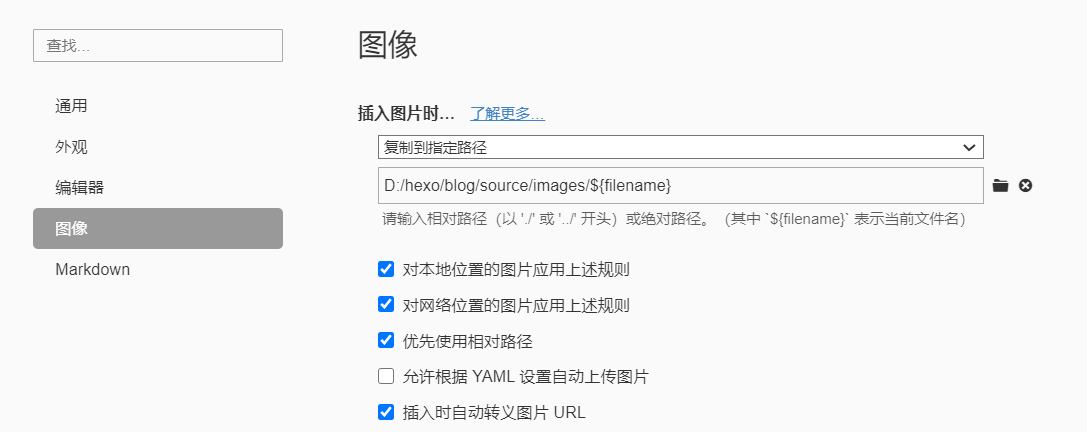 查找...
通用
外观
编辑器
图像
Markdown
图像
插入图片时... 了解更多...
复制到指定路径
D:/hexo/blog/source/images/${filename}
请输入相对路径（以 './' 或 '../' 开头）或绝对路径。（其中 `${filename}` 表示当前文件名）
对本地位置的图片应用上述规则
对网络位置的图片应用上述规则
优先使用相对路径
允许根据 YAML 设置自动上传图片
插入时自动转义图片 URL